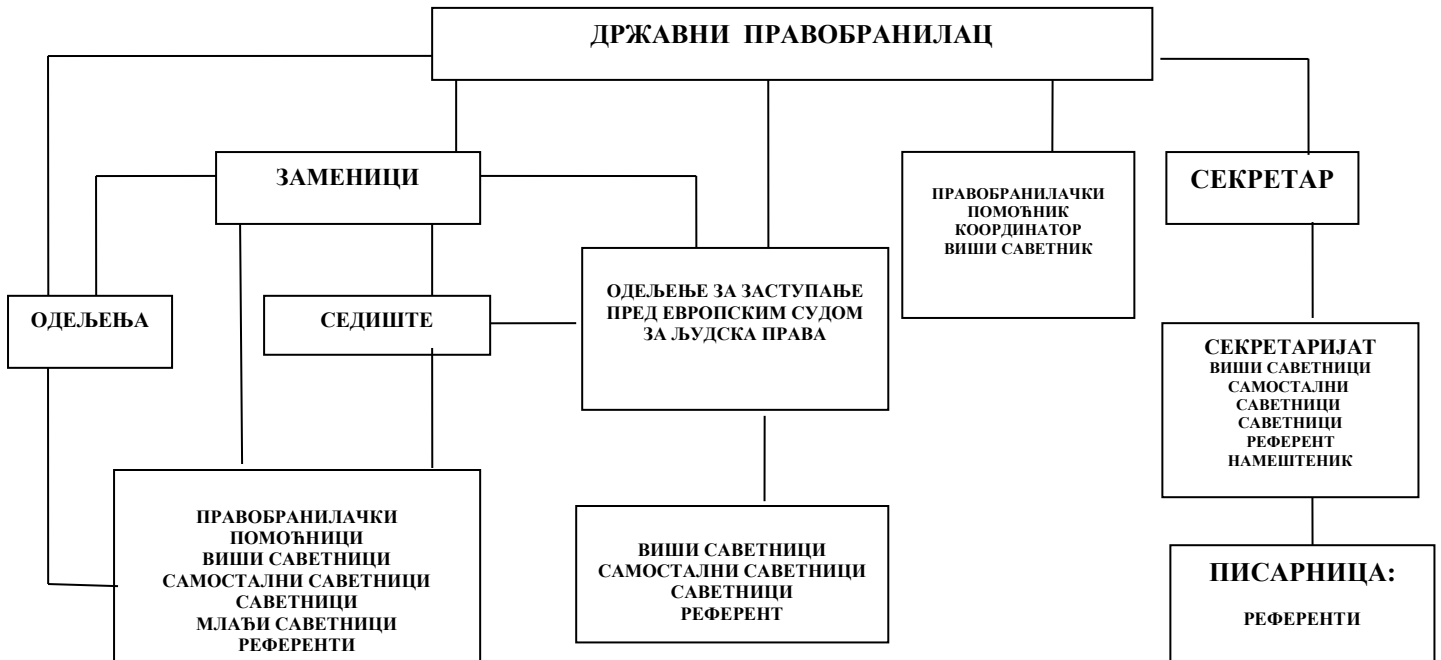 ДРЖАВНИ ПРАВОБРАНИЛАЦ
ЗАМЕНИЦИ
ПРАВОБРАНИЛАЧКИ
ПОМОЋНИК
КООРДИНАТОР
ВИШИ САВЕТНИК
СЕКРЕТАР
ОДЕЉЕЊА
СЕДИШТЕ
ОДЕЉЕЊЕ ЗА ЗАСТУПАЊЕ
ПРЕД ЕВРОПСКИМ СУДОМ
ЗА ЉУДСКА ПРАВА
СЕКРЕТАРИЈАТ
ВИШИ САВЕТНИЦИ
САМОСТАЛНИ
САВЕТНИЦИ
САВЕТНИЦИ
РЕФЕРЕНТ
НАМЕШТЕНИК
ПРАВОБРАНИЛАЧКИ
ПОМОЋНИЦИ
ВИШИ САВЕТНИЦИ
САМОСТАЛНИ САВЕТНИЦИ
САВЕТНИЦИ
МЛАЂИ САВЕТНИЦИ
РЕФЕРЕНТИ
ВИШИ САВЕТНИЦИ
САМОСТАЛНИ САВЕТНИЦИ
САВЕТНИЦИ
РЕФЕРЕНТ
ПИСАРНИЦА:
РЕФЕРЕНТИ